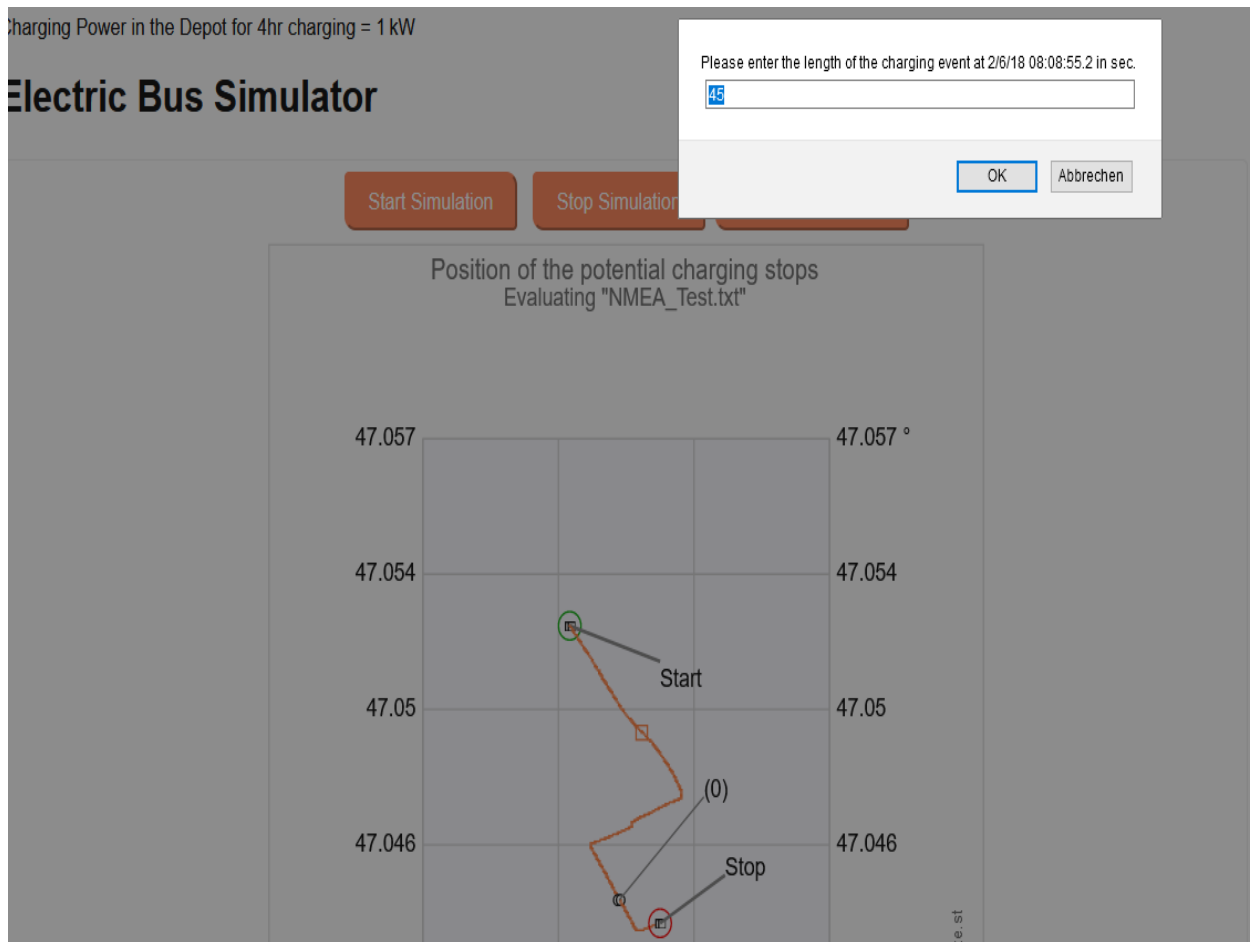 harging Power in the Depot for 4hr charging = 1 kW
Please enter the length of the charging event at 2/6/18 08:08:55.2 in sec.
45
OK Abbrechen
Electric Bus Simulator
Start Simulation Stop Simulation
Position of the potential charging stops
Evaluating "NMEA_Test.txt"
47.057 47.057 °
47.054 47.054
Start
47.05 47.05
(0)
47.046 47.046
Stop
e.st